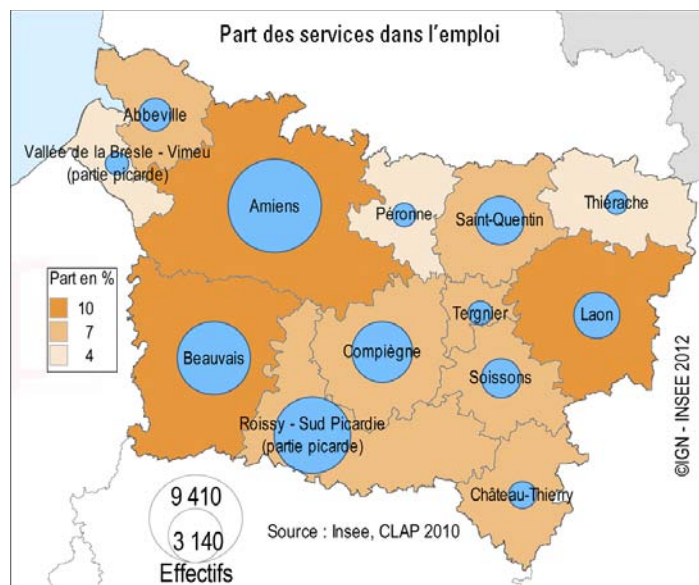 Part des services dans l'emploi
Abbeville
Vallée de la Bresle - Vimeu
(partie picarde)
Amiens
Péronne
Saint-Quentin
Thiérache
Part en %
10
7
4
Beauvais
Compiègne
Tergnier
Laon
Soissons
Roissy - Sud Picardie
(partie picarde)
Château-Thierry
9 410
3 140
Effectifs
Source : Insee, CLAP 2010
©IGN - INSEE 2012